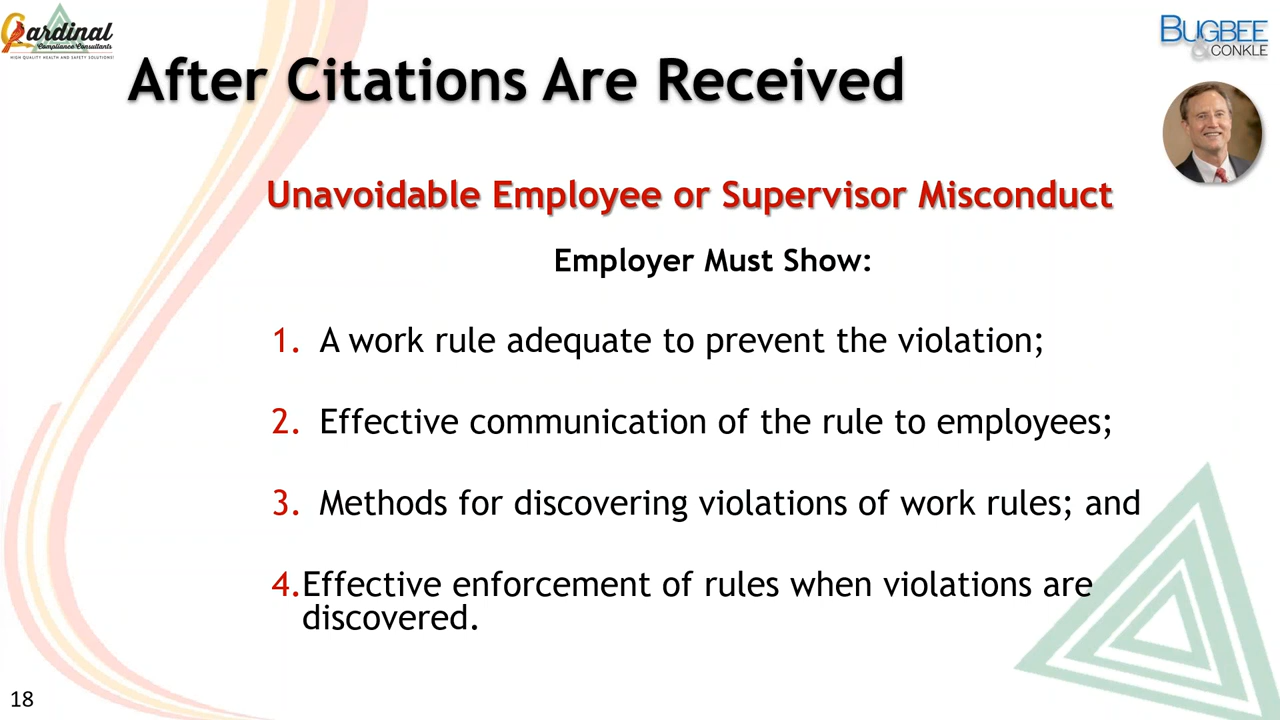 Cardinal
Compliance Consultants
HIGH QUALITY HEALTH AND SAFETY SOLUTIONS!
BUGBEE
& CONKLE
After Citations Are Received
Unavoidable Employee or Supervisor Misconduct
Employer Must Show:
1. A work rule adequate to prevent the violation;
2. Effective communication of the rule to employees;
3. Methods for discovering violations of work rules; and
4.Effective enforcement of rules when violations are
discovered.
18